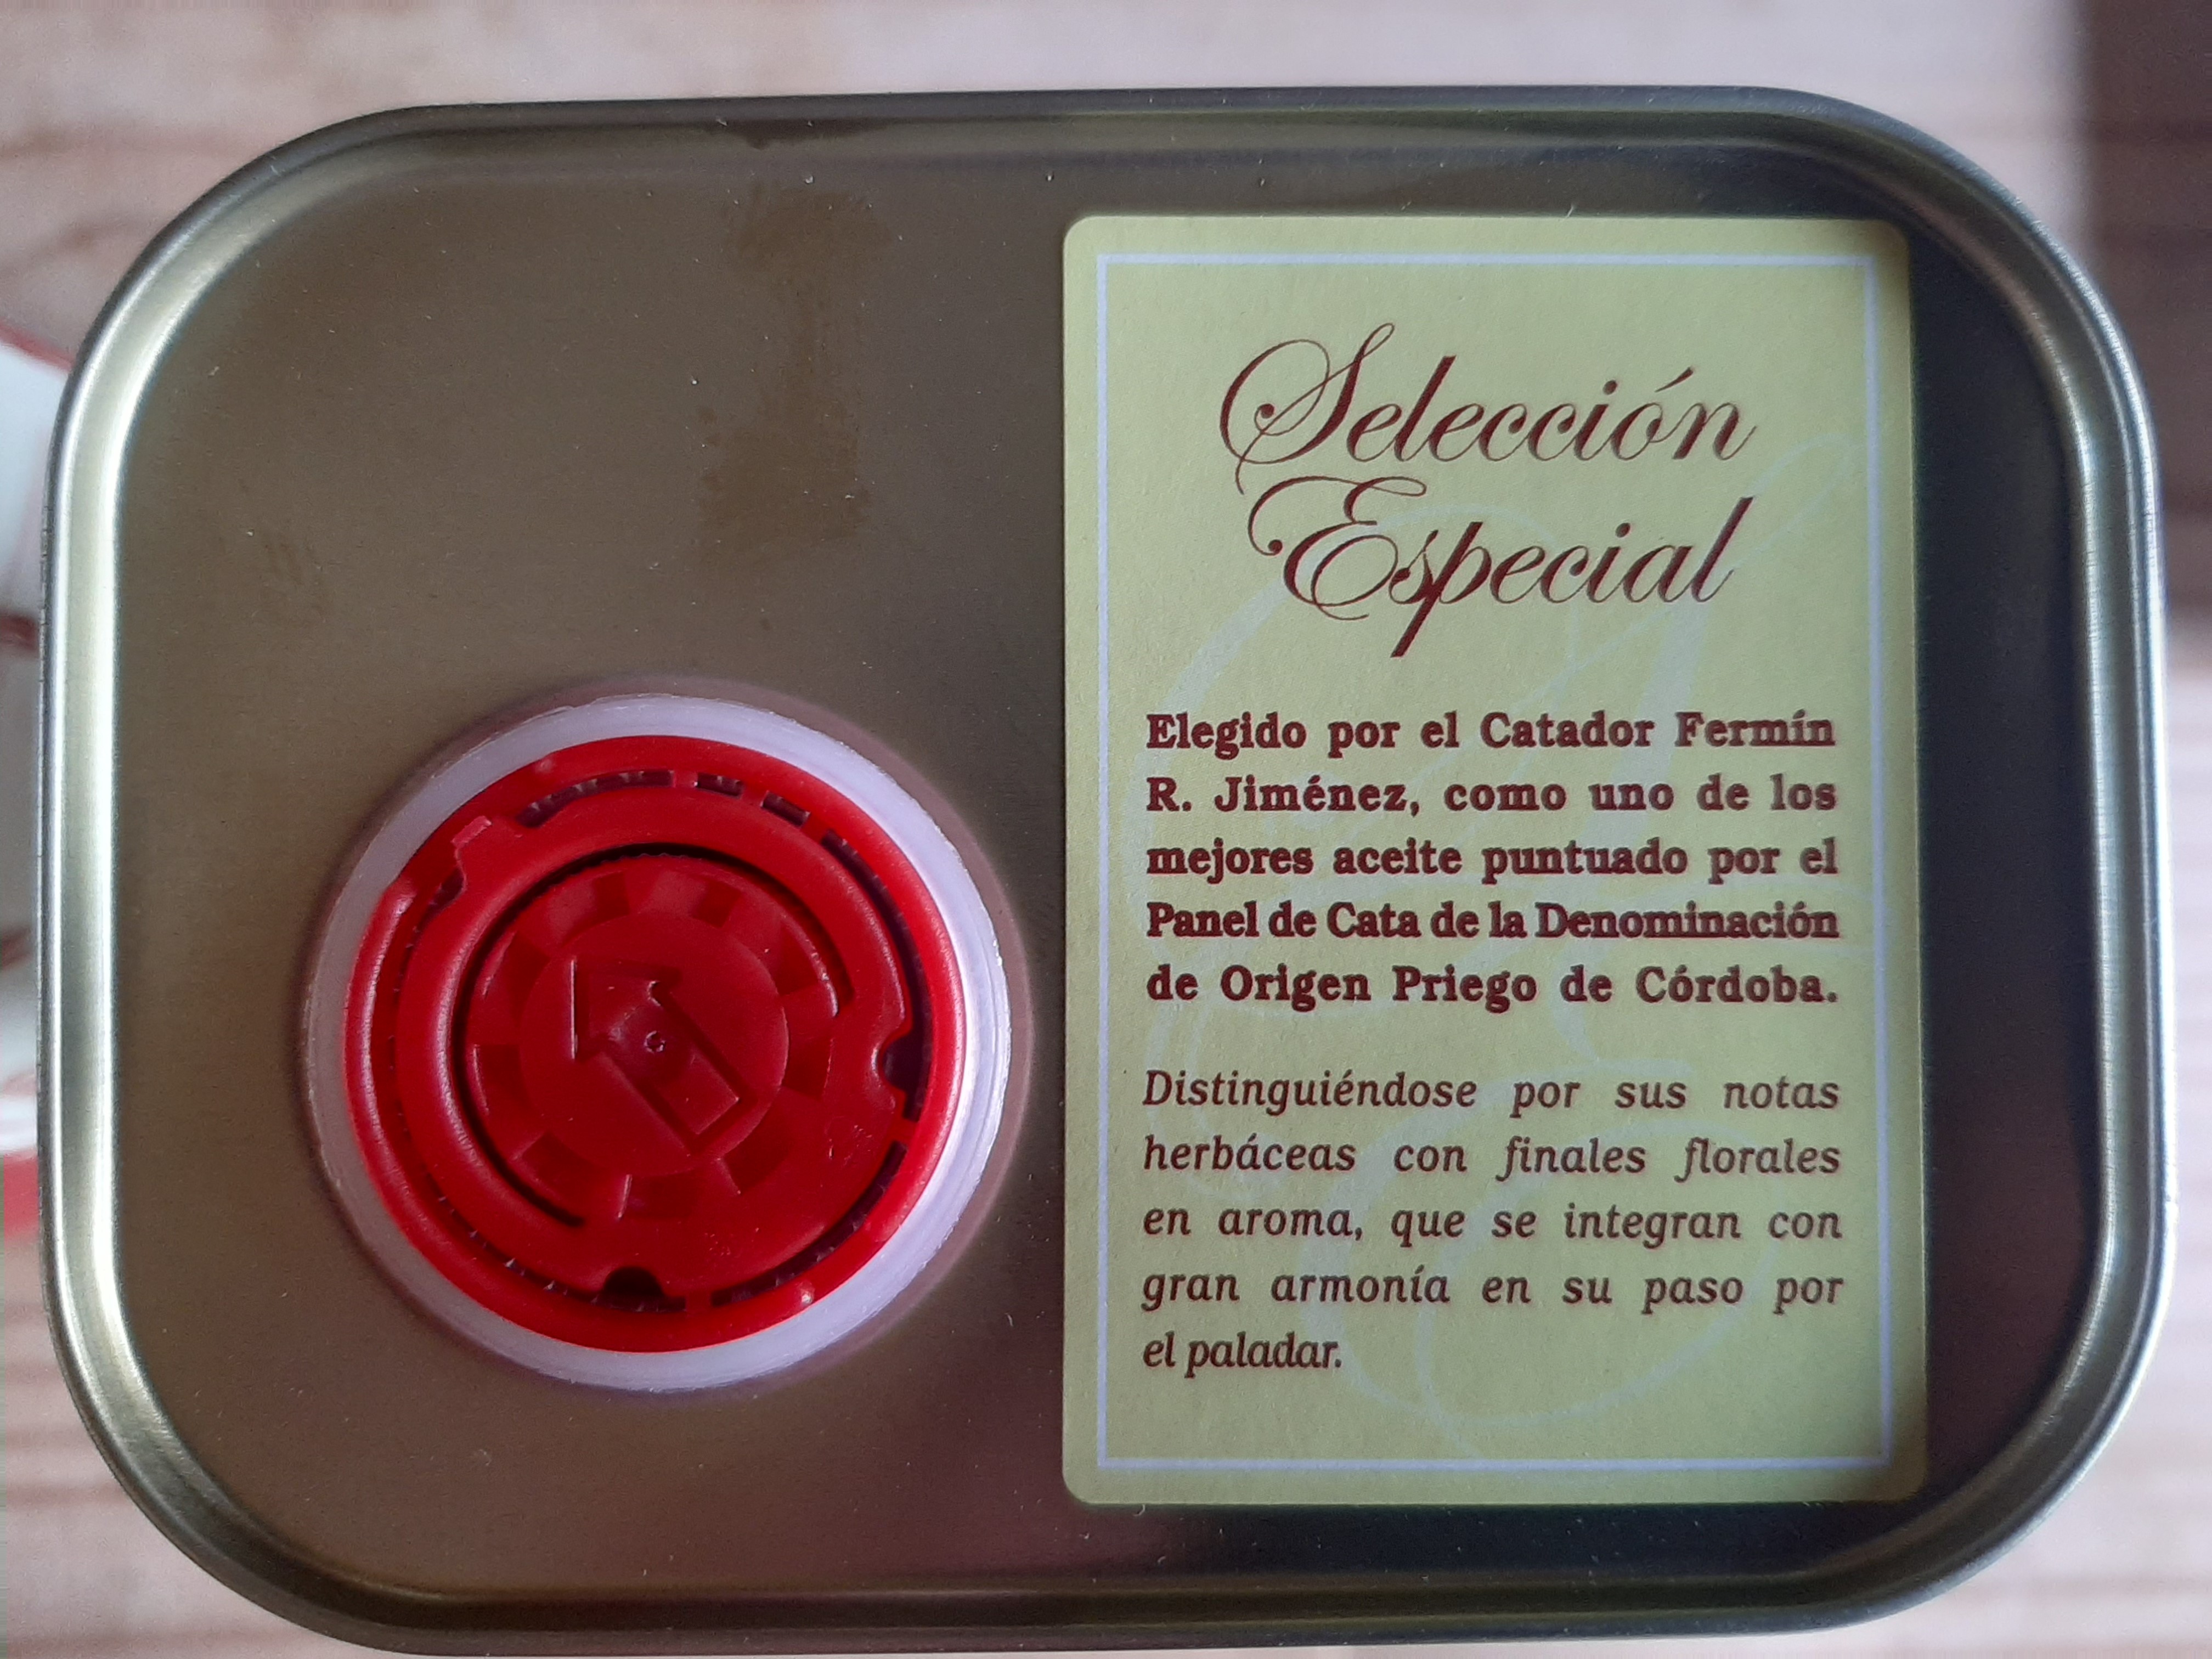 Selección
Especial
Elegido por el Catador Fermín
R. Jiménez, como uno de los
mejores aceite puntuado por el
Panel de Cata de la Denominación
de Origen Priego de Córdoba.
Distinguiéndose por sus notas
herbáceas con finales florales
en aroma, que se integran con
gran armonía en su paso por
el paladar.